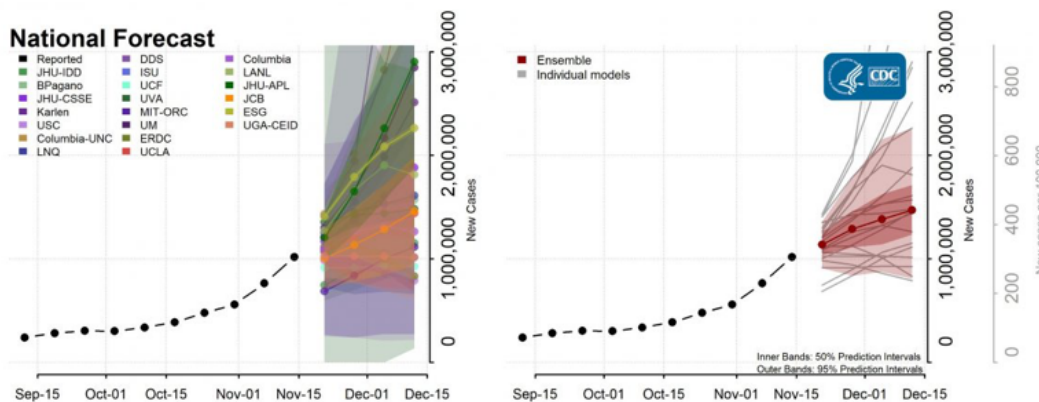 National Forecast
Reported
JHU-IDD
BPagano
JHU-CSSE
Karlen
USC
Columbia-UNC
LNQ
DDS
ISU
UCF
UVA
MIT-ORC
UM
ERDC
UCLA
Columbia
LANL
JHU-APL
JCB
ESG
UGA-CEID
3,000,000
2,000,000
1,000,000
0
New Cases
Sep-15 Oct-01 Oct-15 Nov-01 Nov-15 Dec-01 Dec-15
Ensemble
Individual models
CDC
3,000,000
2,000,000
1,000,000
0
New Cases
800
600
400
200
0
Inner Bands: 50% Prediction Intervals
Outer Bands: 95% Prediction Intervals
Sep-15 Oct-01 Oct-15 Nov-01 Nov-15 Dec-01 Dec-15